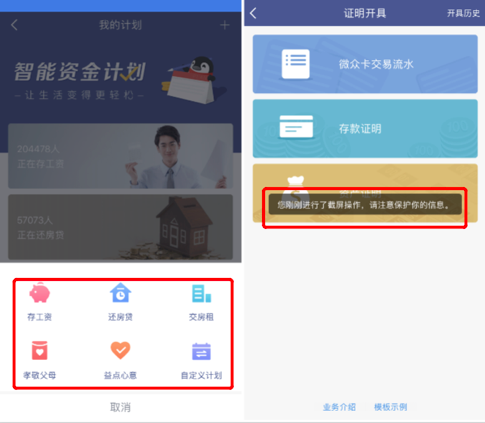 我的计划
智能资金计划
让生活变得更轻松
204478人
正在存工资
57073人
正在还房贷
存工资
还房贷
交房租
孝敬父母
益点心意
自定义计划
取消
证明开具
开具历史
微众卡交易流水
存款证明
您刚刚进行了截屏操作，请注意保护你的信息。
业务介绍
模板示例